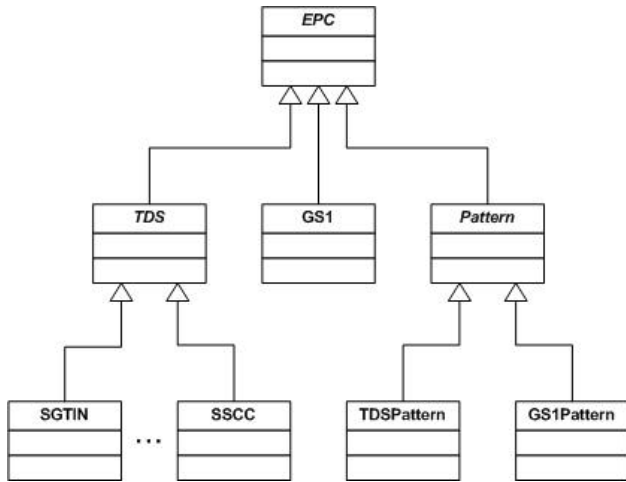 EPC
TDS
GS1
Pattern
SGTIN
...
SSCC
TDSPattern
GS1Pattern